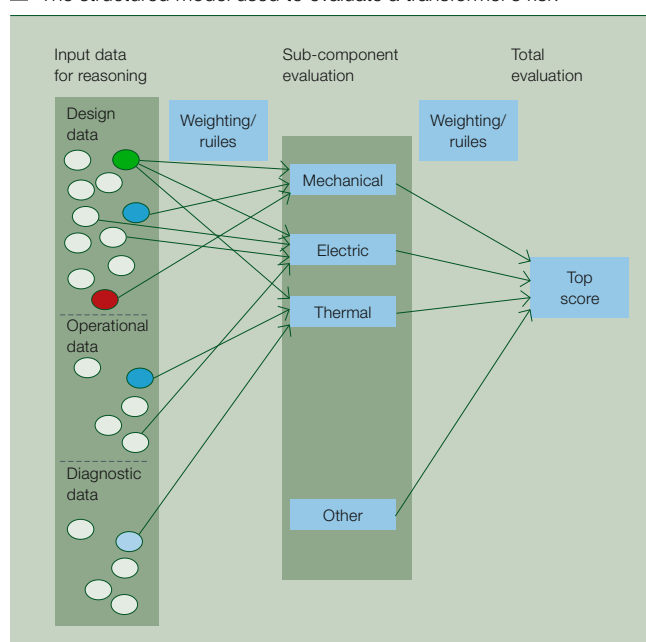 The structured model used to evaluate a transformer's risk
Input data
for reasoning
Sub-component
evaluation
Total
evaluation
Design
data
Weighting/
ruiles
Weighting/
ruiles
Mechanical
Electric
Thermal
Top
score
Operational
data
Diagnostic
data
Other